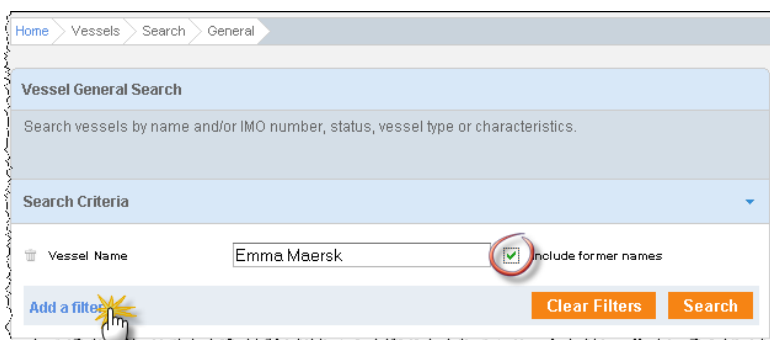 Home Vessels Search General
Vessel General Search
Search vessels by name and/or IMO number, status, vessel type or characteristics.
Search Criteria
Vessel Name Emma Maersk Include former names
Add a filter Clear Filters Search